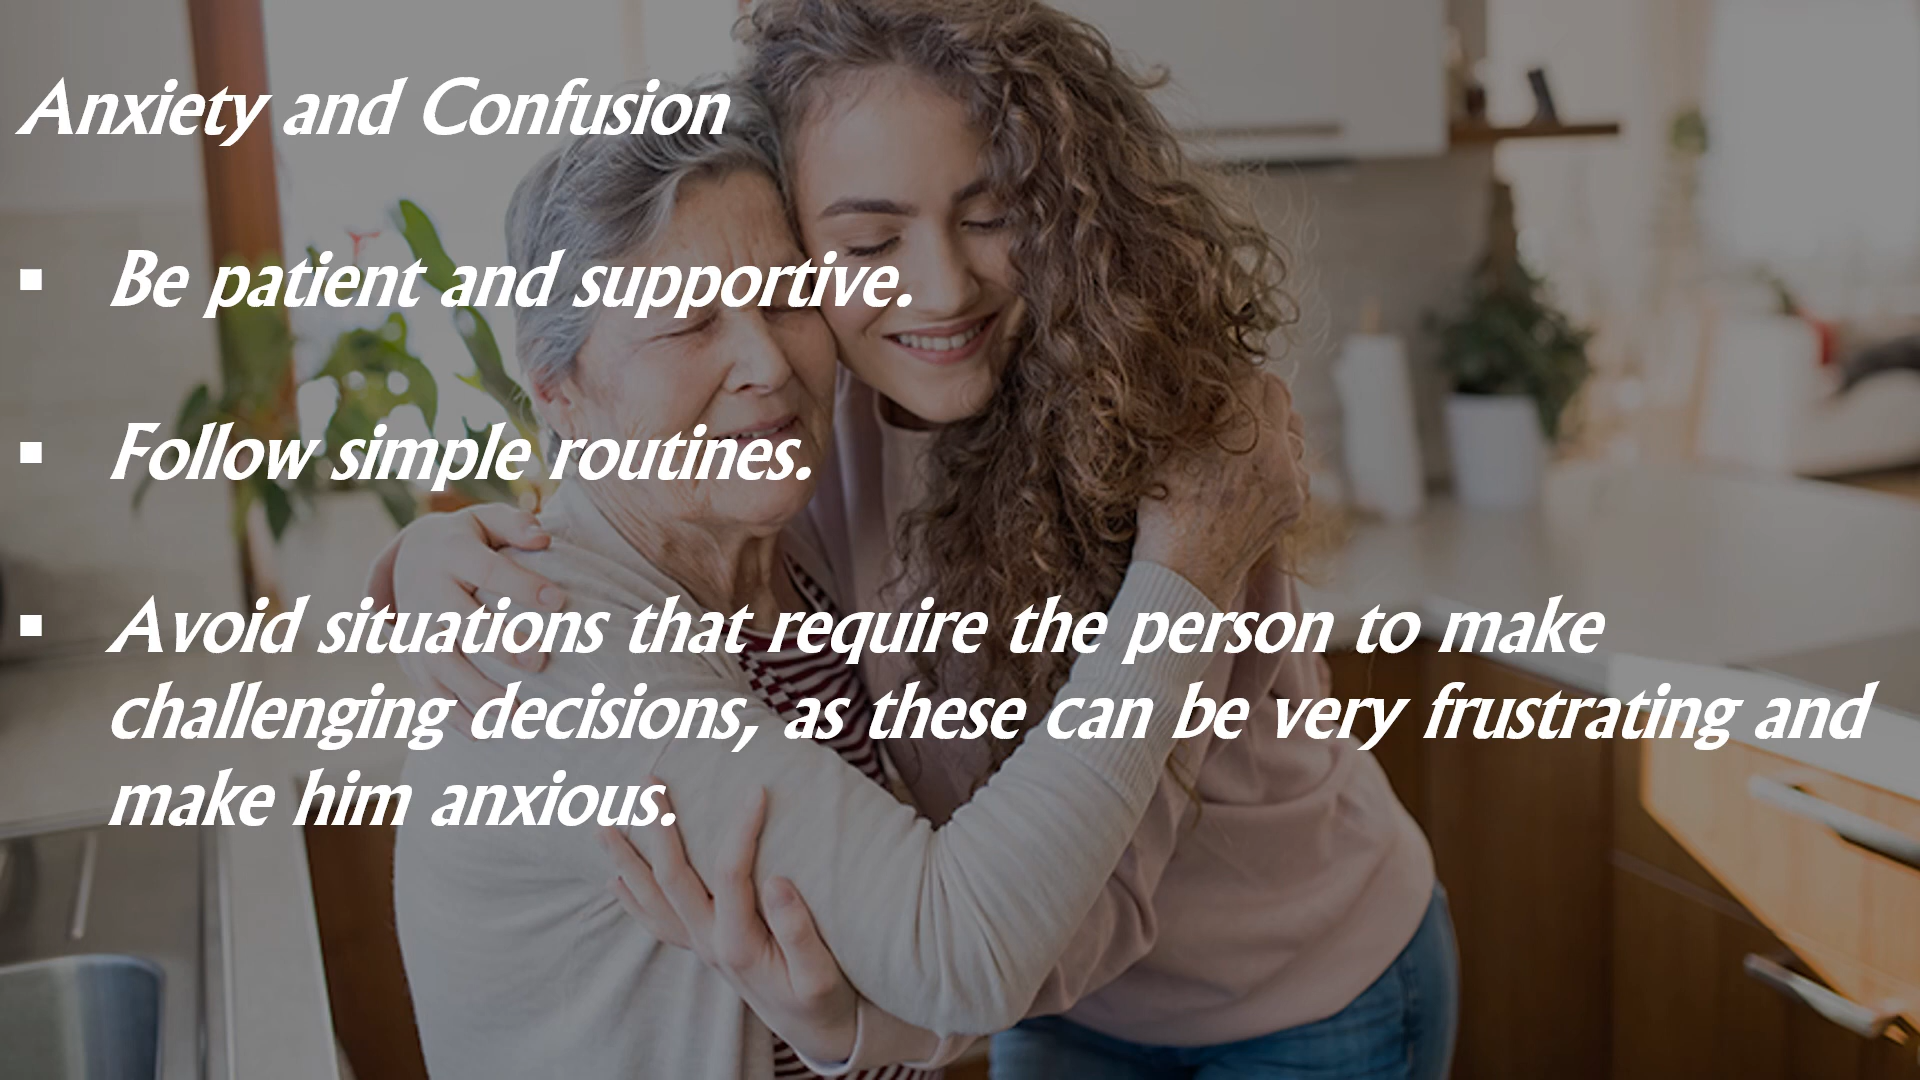 Anxiety and Confusion
▪ Be patient and supportive.
▪ Follow simple routines.
▪ Avoid situations that require the person to make
challenging decisions, as these can be very frustrating and
make him anxious.